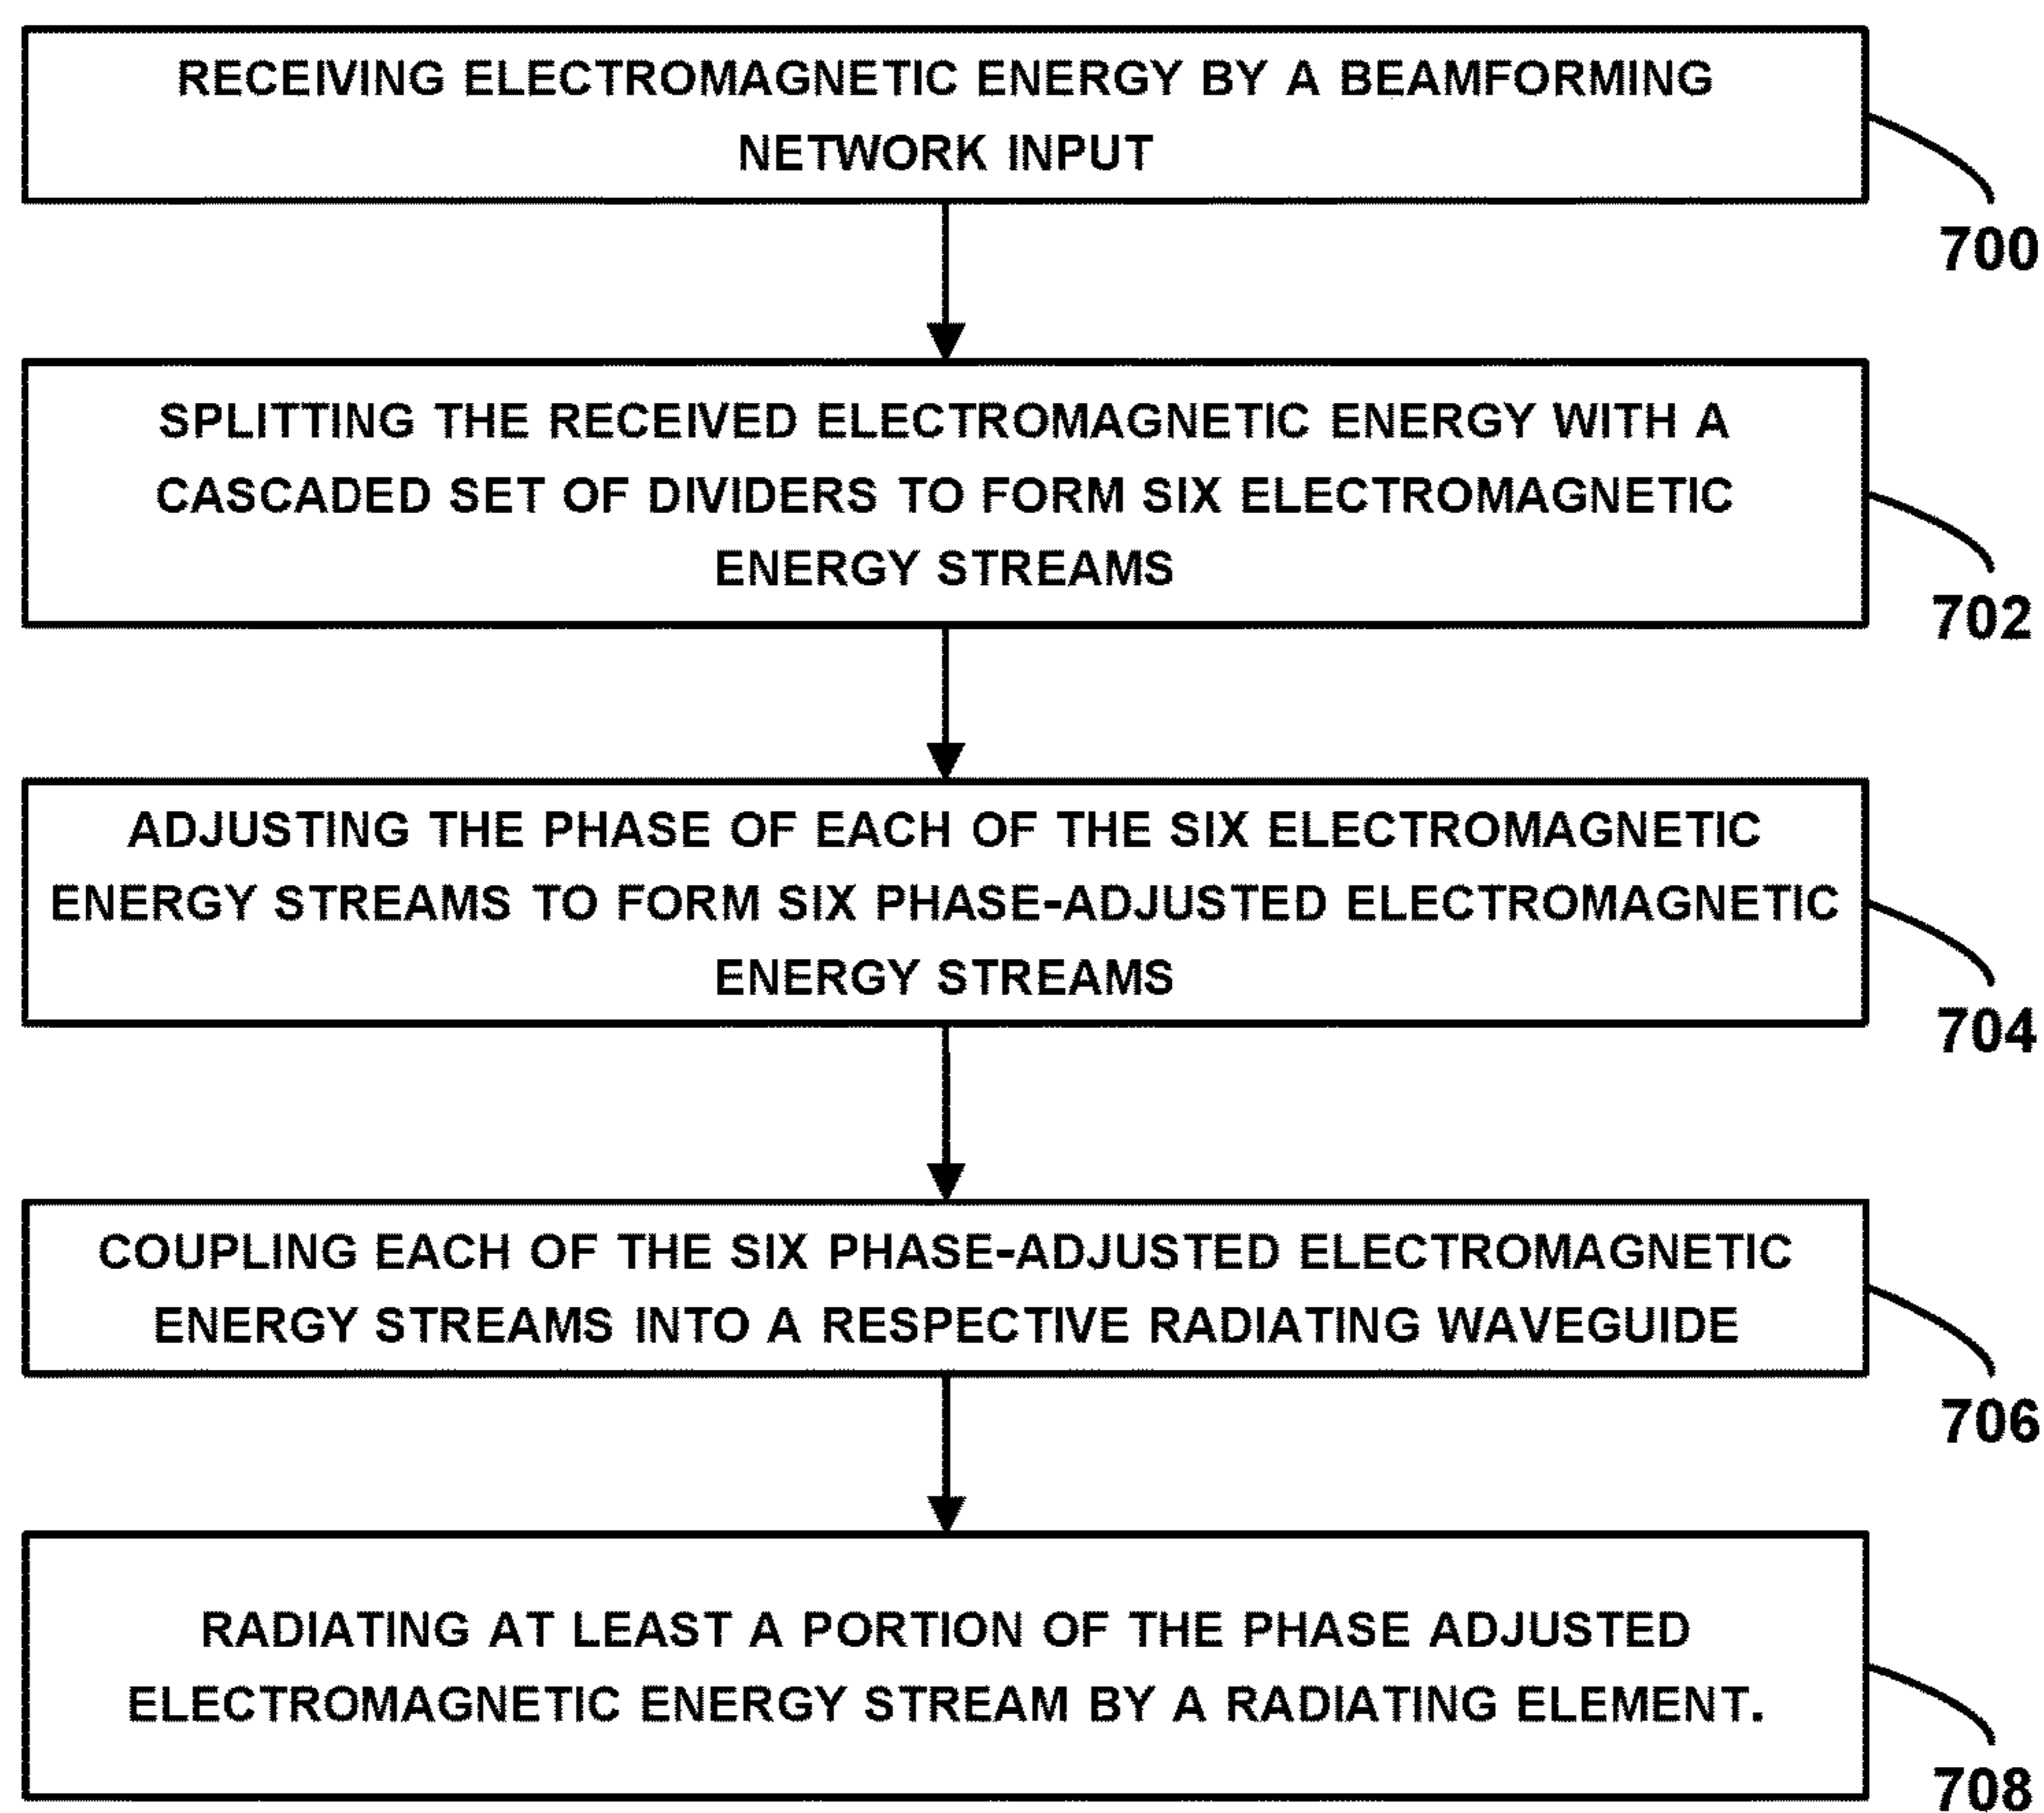 RECEIVING ELECTROMAGNETIC ENERGY BY A BEAMFORMING
NETWORK INPUT
700
SPLITTING THE RECEIVED ELECTROMAGNETIC ENERGY WITH A
CASCADED SET OF DIVIDERS TO FORM SIX ELECTROMAGNETIC
ENERGY STREAMS
702
ADJUSTING THE PHASE OF EACH OF THE SIX ELECTROMAGNETIC
ENERGY STREAMS TO FORM SIX PHASE-ADJUSTED ELECTROMAGNETIC
ENERGY STREAMS
704
COUPLING EACH OF THE SIX PHASE-ADJUSTED ELECTROMAGNETIC
ENERGY STREAMS INTO A RESPECTIVE RADIATING WAVEGUIDE
706
RADIATING AT LEAST A PORTION OF THE PHASE ADJUSTED
ELECTROMAGNETIC ENERGY STREAM BY A RADIATING ELEMENT.
708